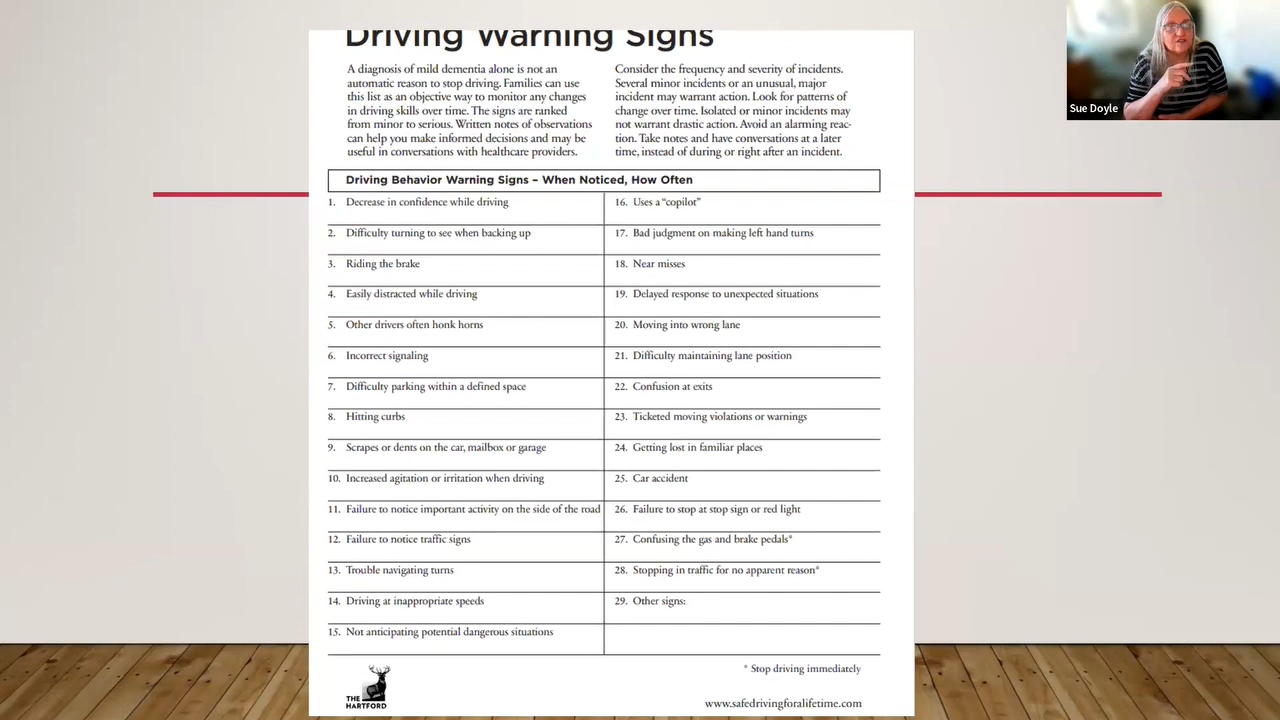 Driving Warning Signs
A diagnosis of mild dementia alone is not an
automatic reason to stop driving. Families can use
this list as an objective way to monitor any changes
in driving skills over time. The signs are ranked
from minor to serious. Written notes of observations
can help you make informed decisions and may be
useful in conversations with healthcare providers.
Consider the frequency and severity of incidents.
Several minor incidents or an unusual, major
incident may warrant action. Look for patterns of
change over time. Isolated or minor incidents may
not warrant drastic action. Avoid an alarming reac-
tion. Take notes and have conversations at a later
time, instead of during or right after an incident.
Driving Behavior Warning Signs – When Noticed, How Often
1. Decrease in confidence while driving
2. Difficulty turning to see when backing up
3. Riding the brake
4. Easily distracted while driving
5. Other drivers often honk horns
6. Incorrect signaling
7. Difficulty parking within a defined space
8. Hitting curbs
9. Scrapes or dents on the car, mailbox or garage
10. Increased agitation or irritation when driving
11. Failure to notice important activity on the side of the road
12. Failure to notice traffic signs
13. Trouble navigating turns
14. Driving at inappropriate speeds
15. Not anticipating potential dangerous situations
16. Uses a “copilot”
17. Bad judgment on making left hand turns
18. Near misses
19. Delayed response to unexpected situations
20. Moving into wrong lane
21. Difficulty maintaining lane position
22. Confusion at exits
23. Ticketed moving violations or warnings
24. Getting lost in familiar places
25. Car accident
26. Failure to stop at stop sign or red light
27. Confusing the gas and brake pedals*
28. Stopping in traffic for no apparent reason*
29. Other signs:
* Stop driving immediately
THE
HARTFORD
www.safedrivingforalifetime.com
Sue Doyle